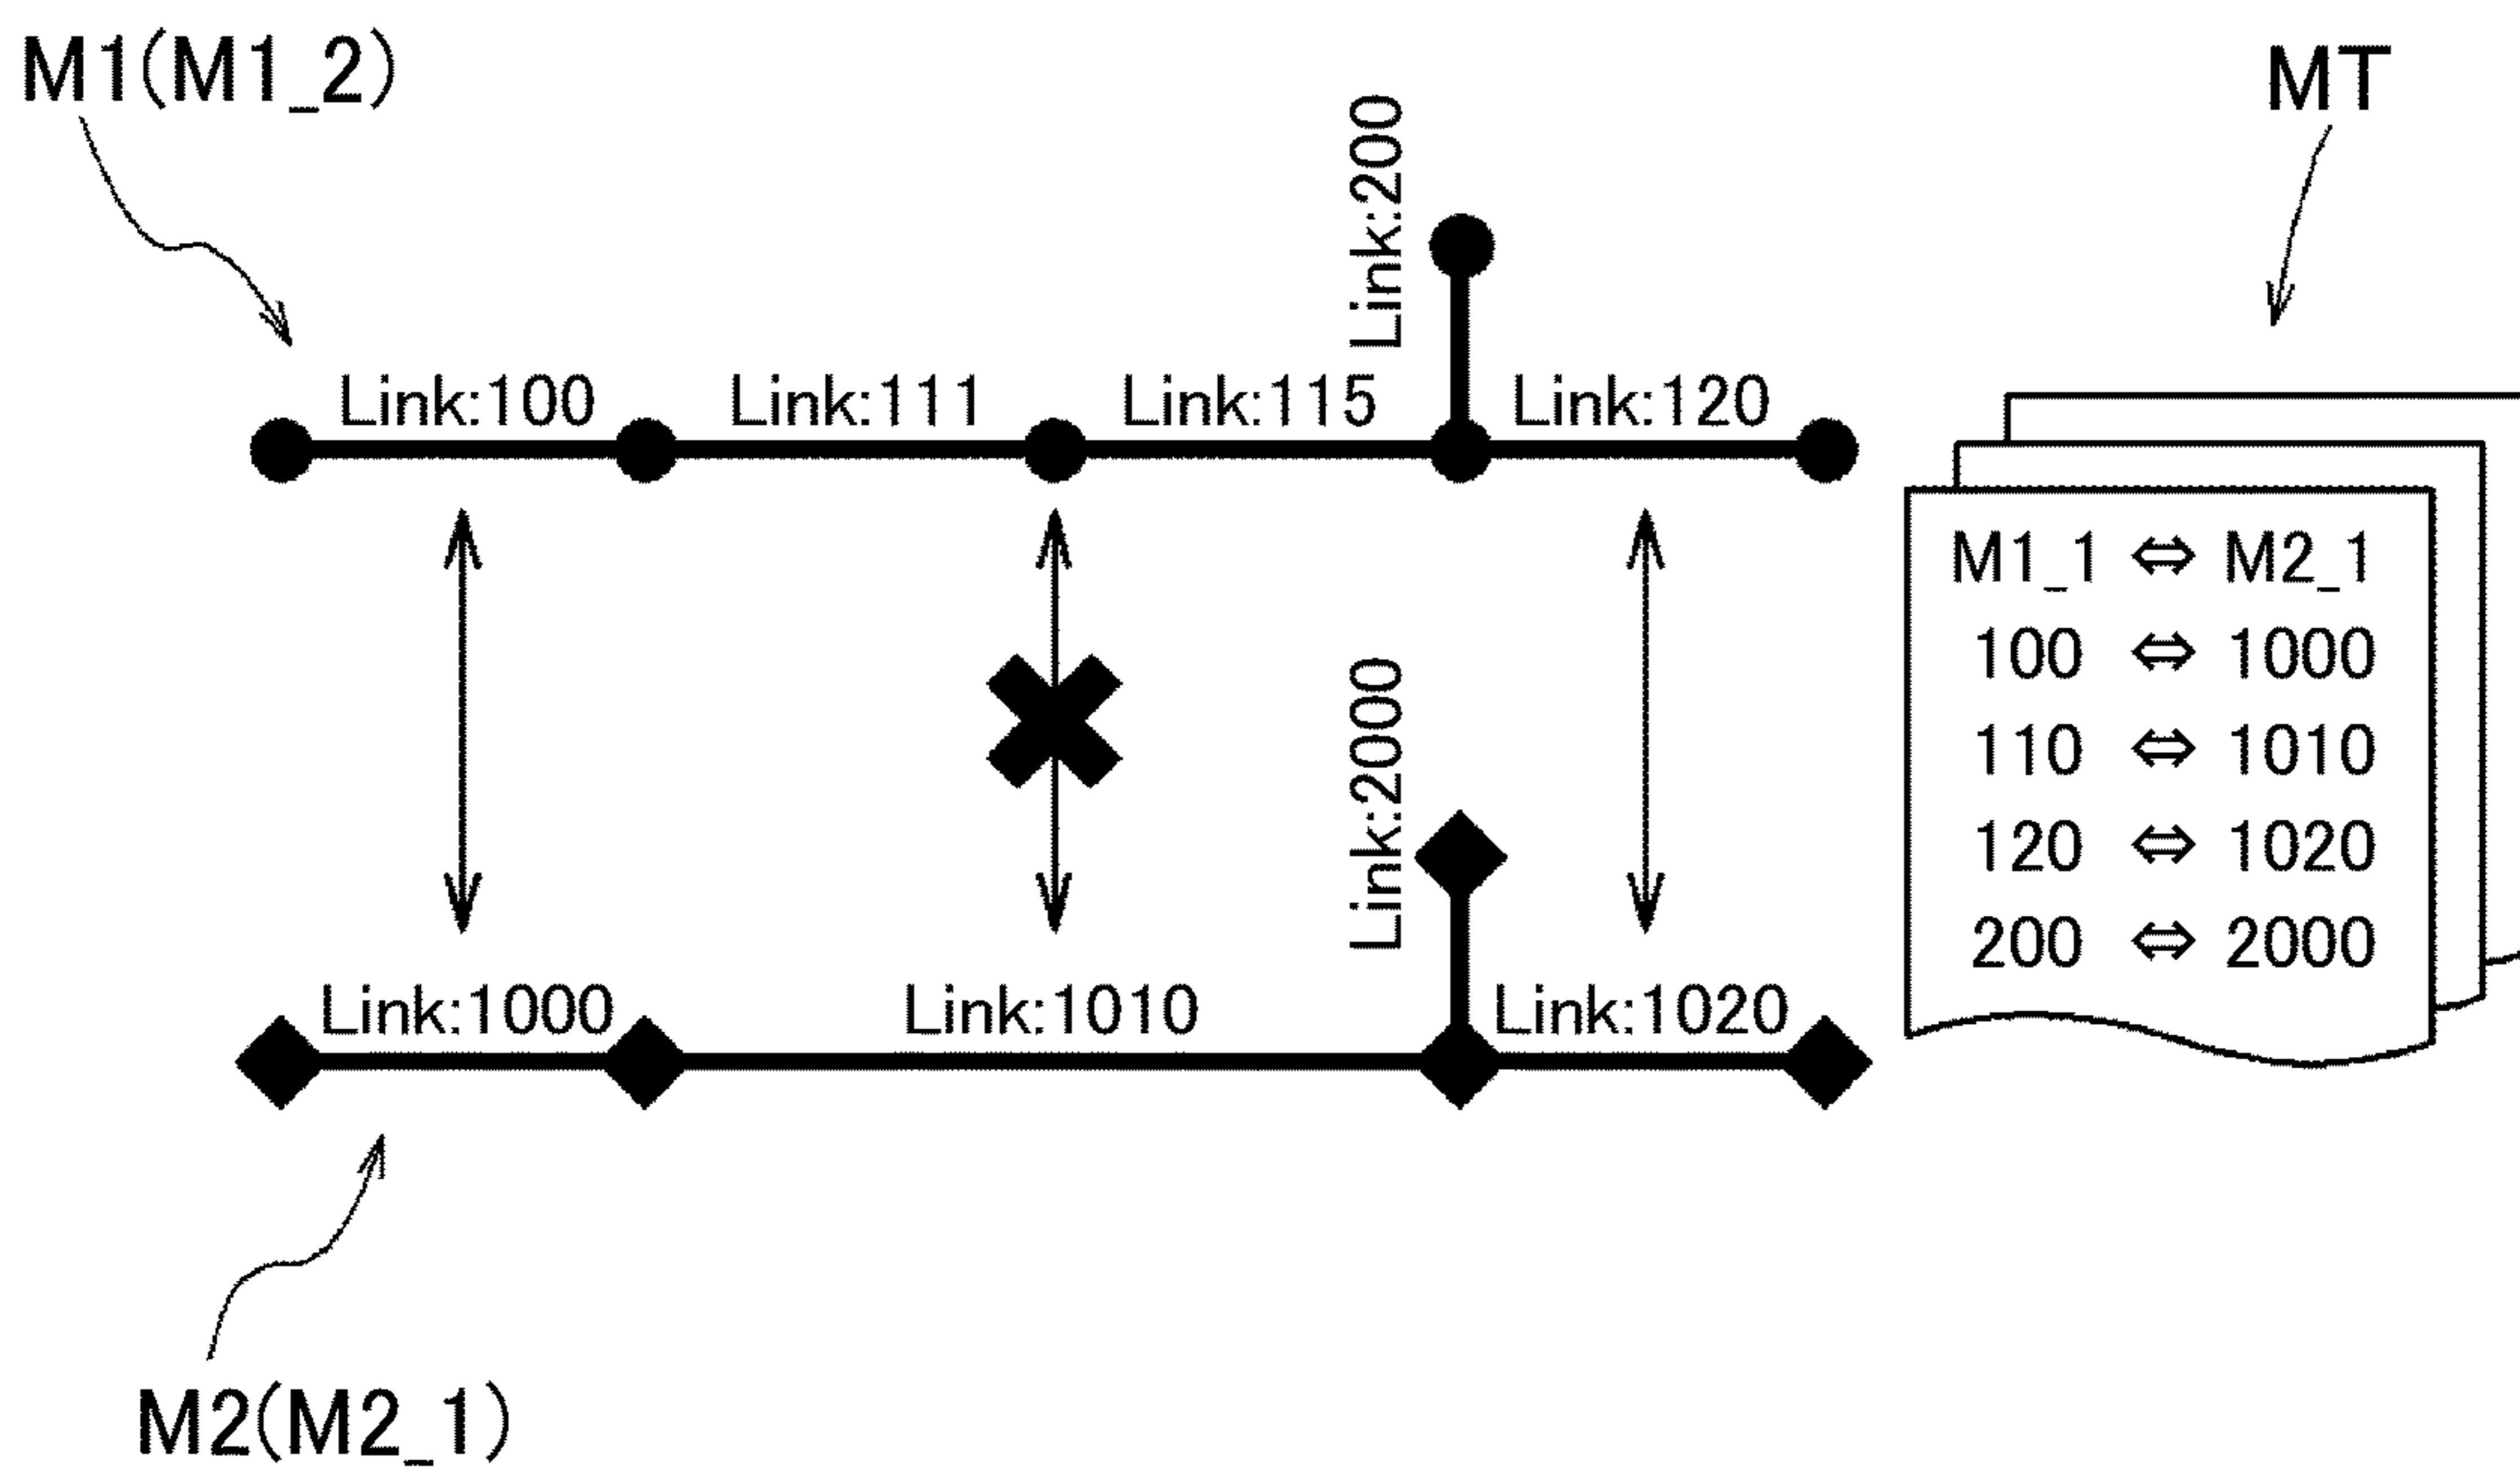 M1(M1_2)
MT
Link:200
Link:100
Link:111
Link:115
Link:120
M1_1 ⇔ M2_1
100 ⇔ 1000
110 ⇔ 1010
120 ⇔ 1020
200 ⇔ 2000
Link:2000
Link:1000
Link:1010
Link:1020
M2(M2_1)